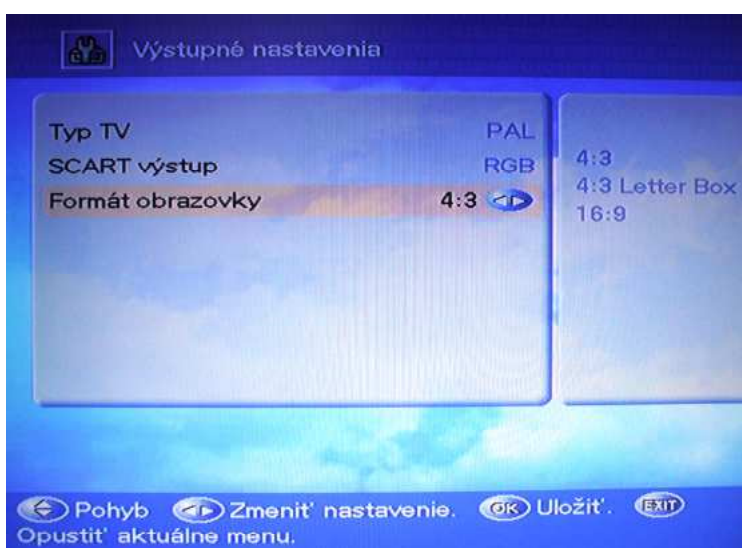 Výstupné nastavenia
Typ TV PAL
SCART výstup RGB
Formát obrazovky 4:3
4:3
4:3 Letter Box
16:9
Pohyb Zmeniť nastavenie. OK Uložiť. EXIT
Opustiť aktuálne menu.